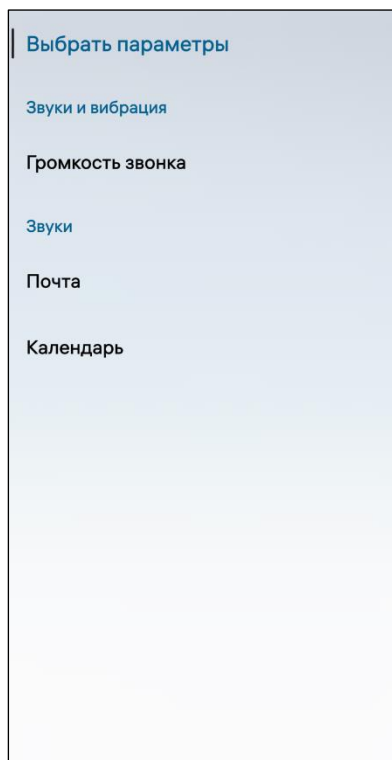 Выбрать параметры
Звуки и вибрация
Громкость звонка
Звуки
Почта
Календарь